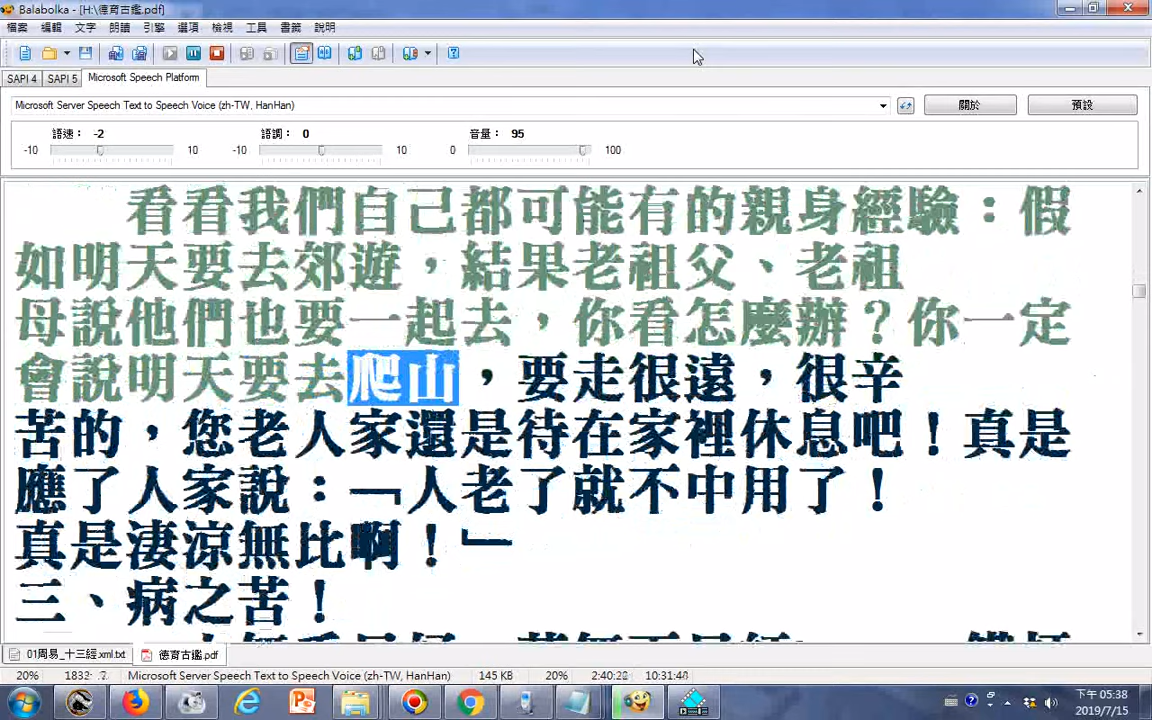 Balabolka - [H:\德育古鑑.pdf]
檔案 編輯 文字 朗讀 引擎 選項 檢視 工具 書籤 說明
SAPI 4 SAPI 5 Microsoft Speech Platform
Microsoft Server Speech Text to Speech Voice (zh-TW, HanHan) 關於 預設
語速： -2 語調： 0 音量： 95
-10 10 -10 10 0 100
看看我們自己都可能有的親身經驗：假
如明天要去郊遊，結果老祖父、老祖
母說他們也要一起去，你看怎麼辦？你一定
會說明天要去爬山，要走很遠，很辛
苦的，您老人家還是待在家裡休息吧！真是
應了人家說：﹁人老了就不中用了！
真是淒涼無比啊！﹂
三、病之苦！
01周易_十三經.xml.txt 德育古鑑.pdf
20% 1832: 7. Microsoft Server Speech Text to Speech Voice (zh-TW, HanHan) 145 KB 20% 2:40:22 10:31:48
下午 05:38
2019/7/15